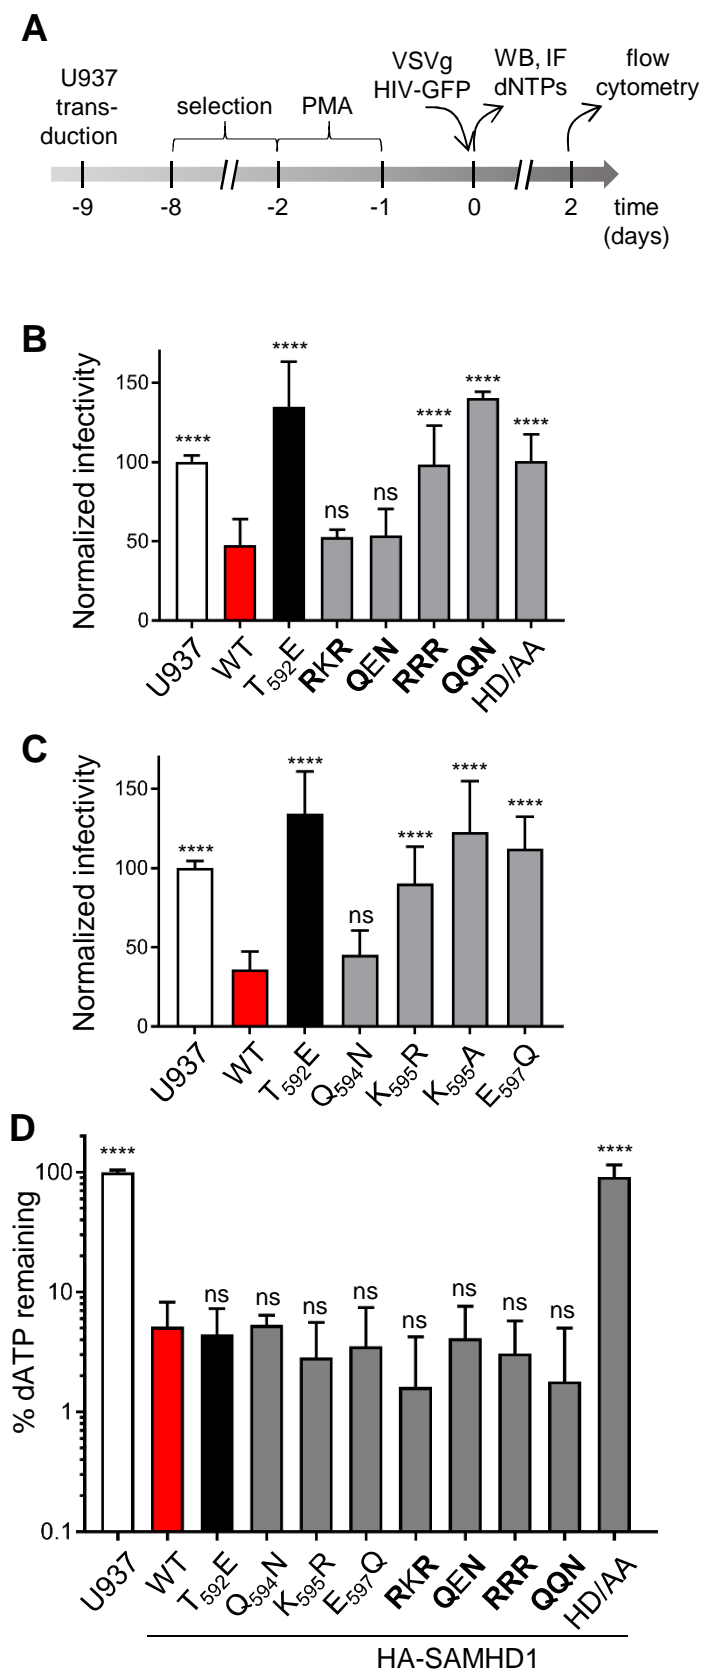 A
U937
trans-
duction
selection
PMA
VSVg
HIV-GFP
WB, IF
dNTPs
flow
cytometry
-9
-8
-2
-1
0
2
time
(days)
B
Normalized infectivity
150
100
50
0
****
****
ns
ns
****
****
****
U937
WT
T592E
RKR
QEN
RRR
QQN
HD/AA
C
Normalized infectivity
150
100
50
0
****
****
ns
****
****
****
U937
WT
T592E
Q594N
K595R
K595A
E597Q
D
% dATP remaining
100
10
1
0.1
****
ns
ns
ns
ns
ns
ns
ns
ns
****
U937
WT
T592E
Q594N
K595R
E597Q
RKR
QEN
RRR
QQN
HD/AA
HA-SAMHD1